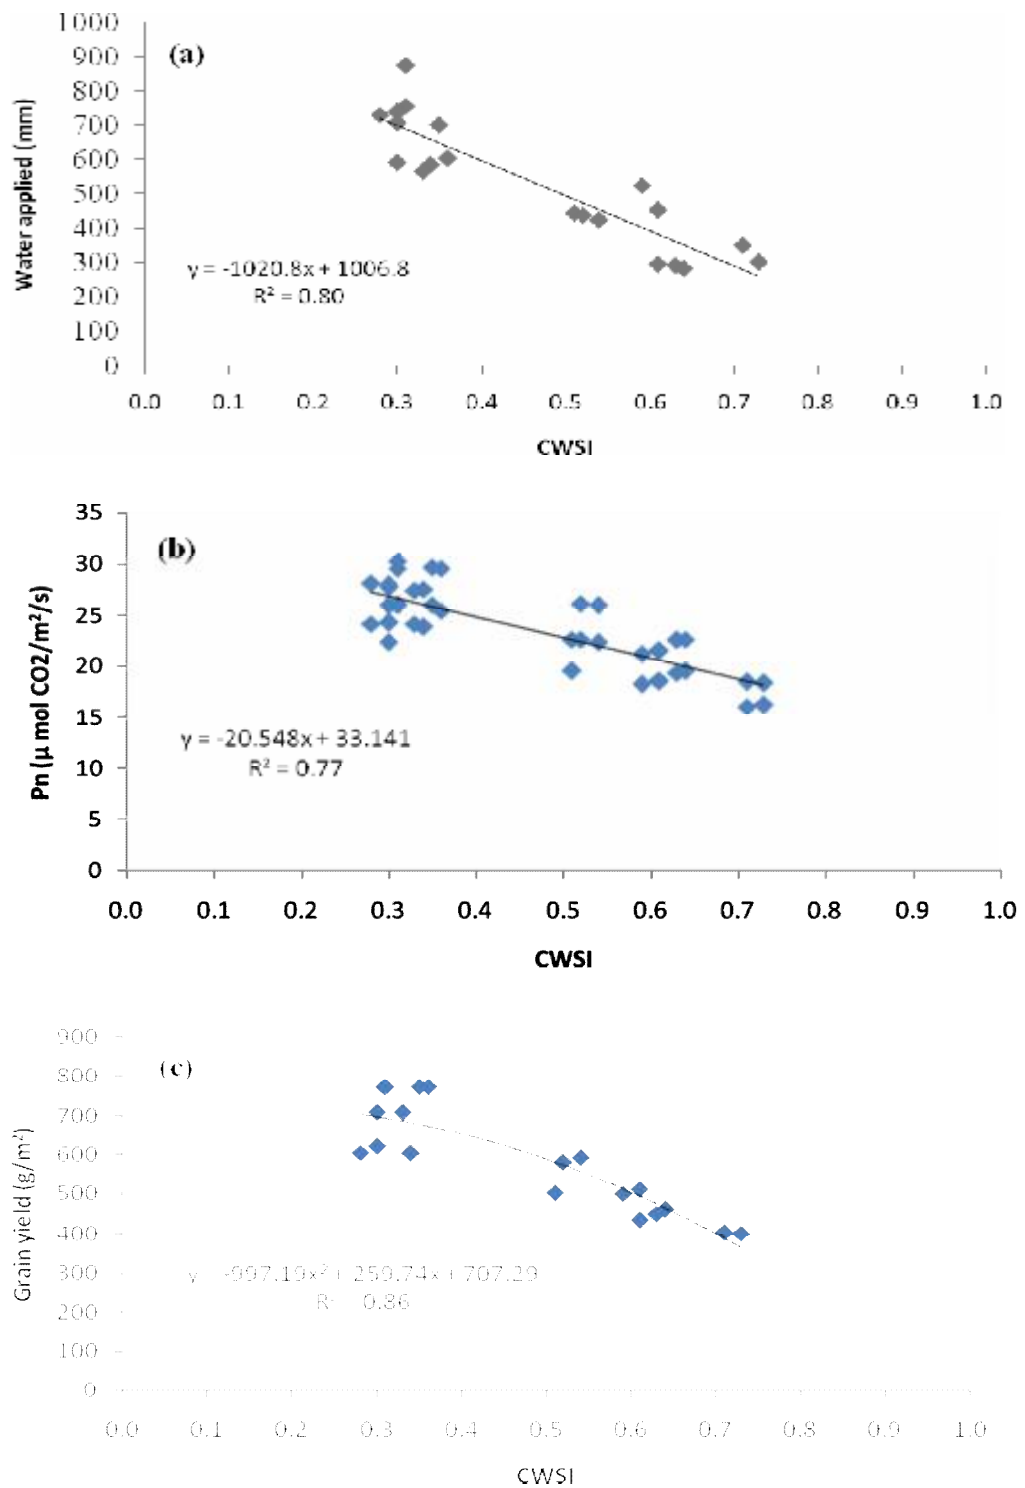 1000
(a)
900
800
700
600
500
400
300
200
100
0
Water applied (mm)
y = -1020.8x + 1006.8
R² = 0.80
0.0 0.1 0.2 0.3 0.4 0.5 0.6 0.7 0.8 0.9 1.0
CWSI
35
(b)
30
25
20
15
10
5
0
Pn (µ mol CO2/m²/s)
y = -20.548x + 33.141
R² = 0.77
0.0 0.1 0.2 0.3 0.4 0.5 0.6 0.7 0.8 0.9 1.0
CWSI
900
(c)
800
700
600
500
400
300
200
100
0
Grain yield (g/m²)
y -997.19x² + 259.74x + 707.29
R² 0.86
0.0 0.1 0.2 0.3 0.4 0.5 0.6 0.7 0.8 0.9 1.0
CWSI